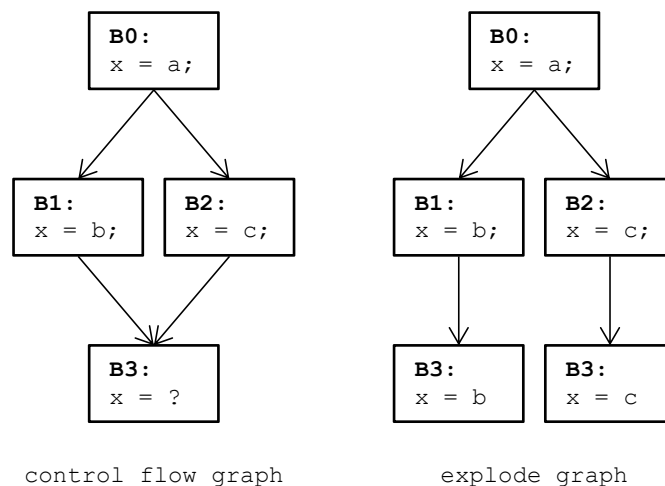 B0:
x = a;
B1:
x = b;
B2:
x = c;
B3:
x = ?
control flow graph
B0:
x = a;
B1:
x = b;
B2:
x = c;
B3:
x = b
B3:
x = c
explode graph